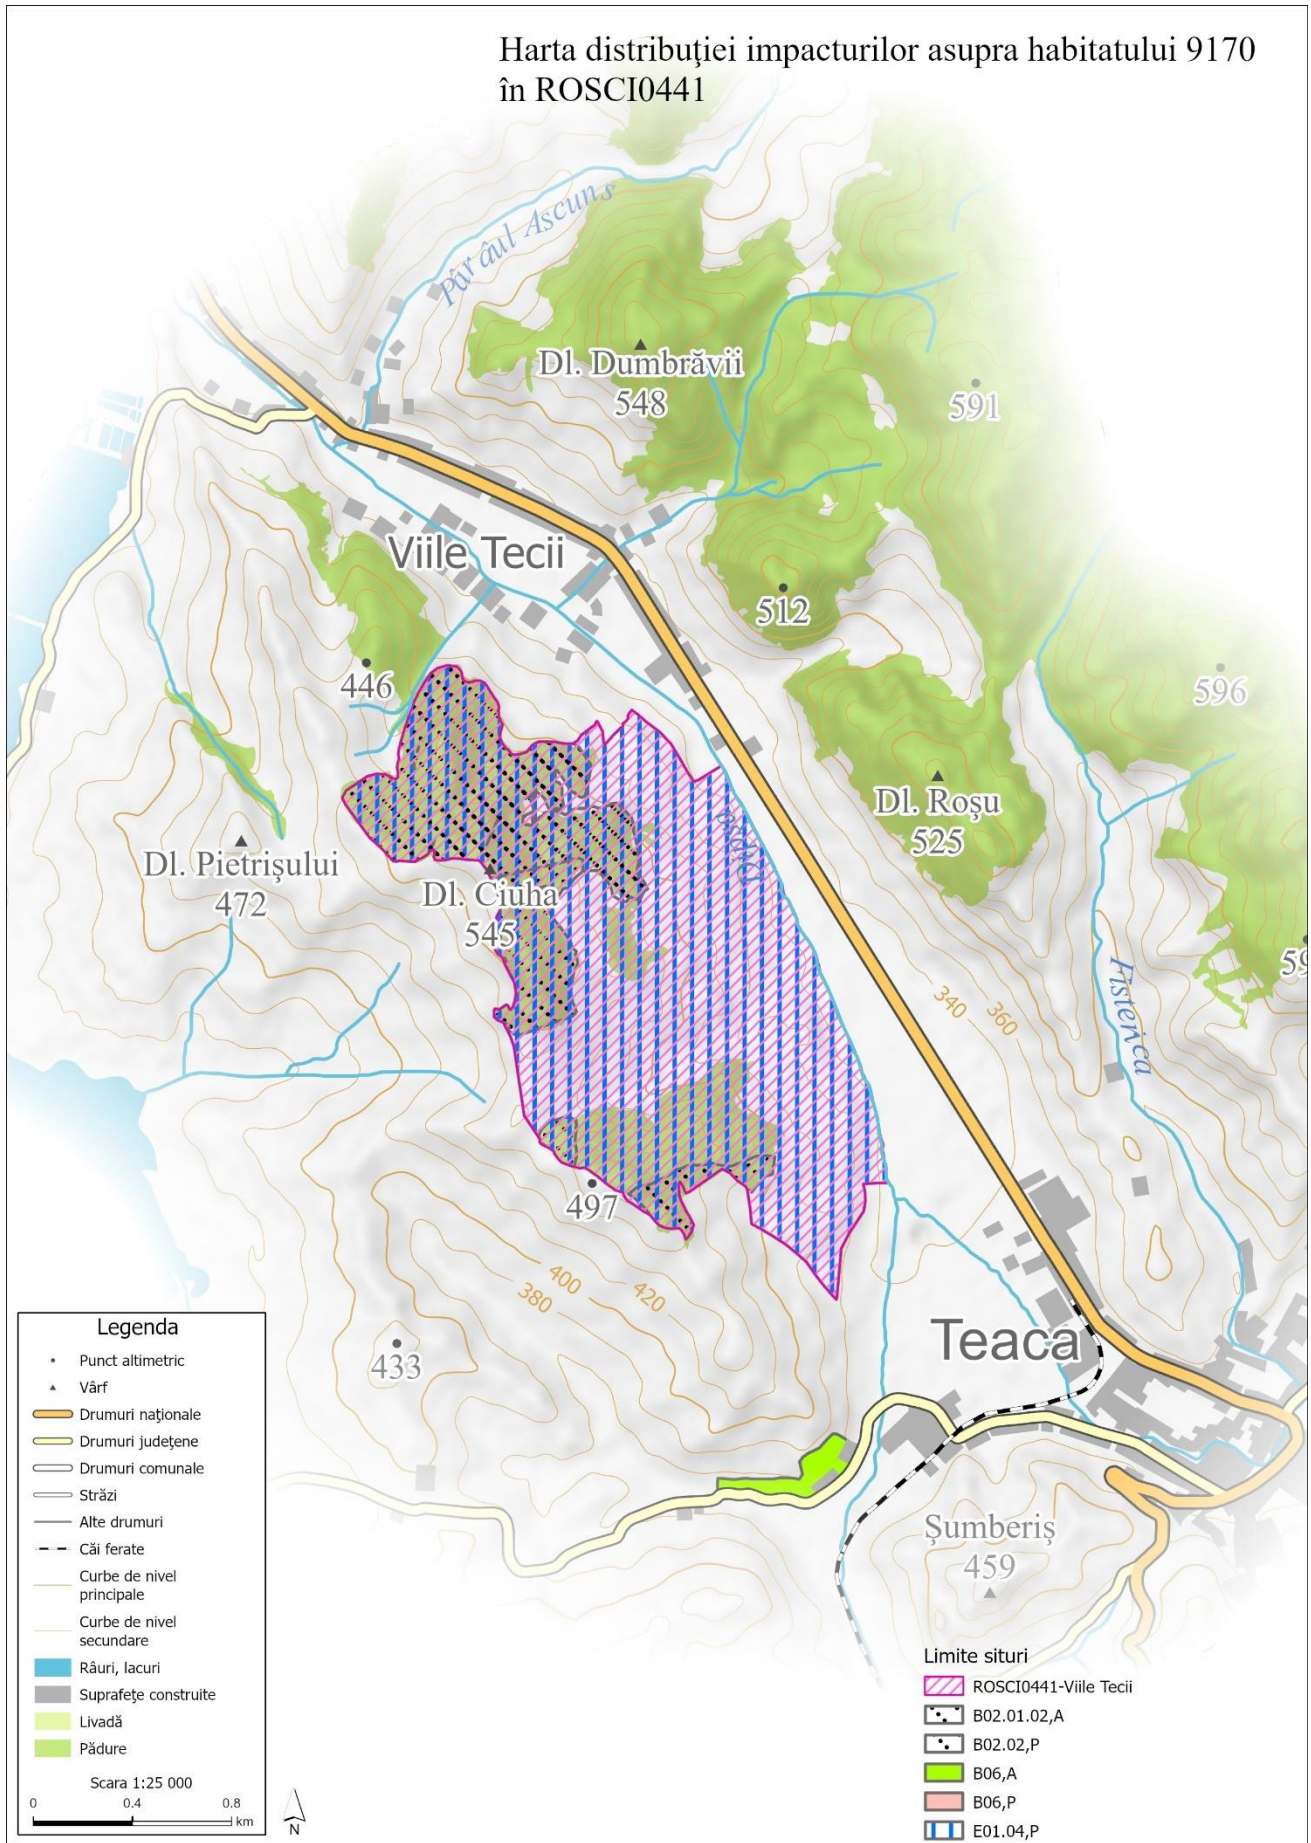 Harta distribuţiei impacturilor asupra habitatului 9170
în ROSCI0441
Pârâul Ascuns
Dl. Dumbrăvii
548
591
Viile Tecii
512
446
596
Dl. Roşu
525
Dl. Pietrişului
472
Dl. Ciuha
545
Dipșa
59
Fisterica
340
360
497
400
420
380
433
Teaca
Şumberiş
459
Legenda
Punct altimetric
Vârf
Drumuri naţionale
Drumuri judeţene
Drumuri comunale
Străzi
Alte drumuri
Căi ferate
Curbe de nivel
principale
Curbe de nivel
secundare
Râuri, lacuri
Suprafeţe construite
Livadă
Pădure
Scara 1:25 000
0 0.4 0.8
km
N
Limite situri
ROSCI0441-Viile Tecii
B02.01.02,A
B02.02,P
B06,A
B06,P
E01.04,P